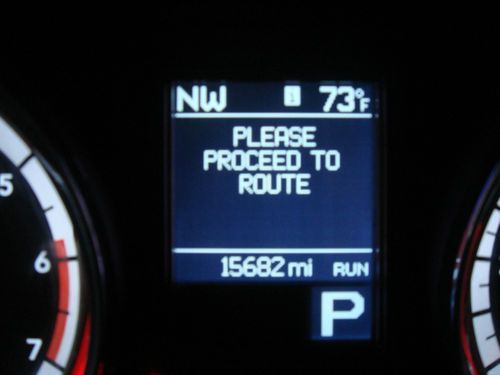 NW 73°F
PLEASE
PROCEED TO
ROUTE
15682 mi RUN
P
5
6
7